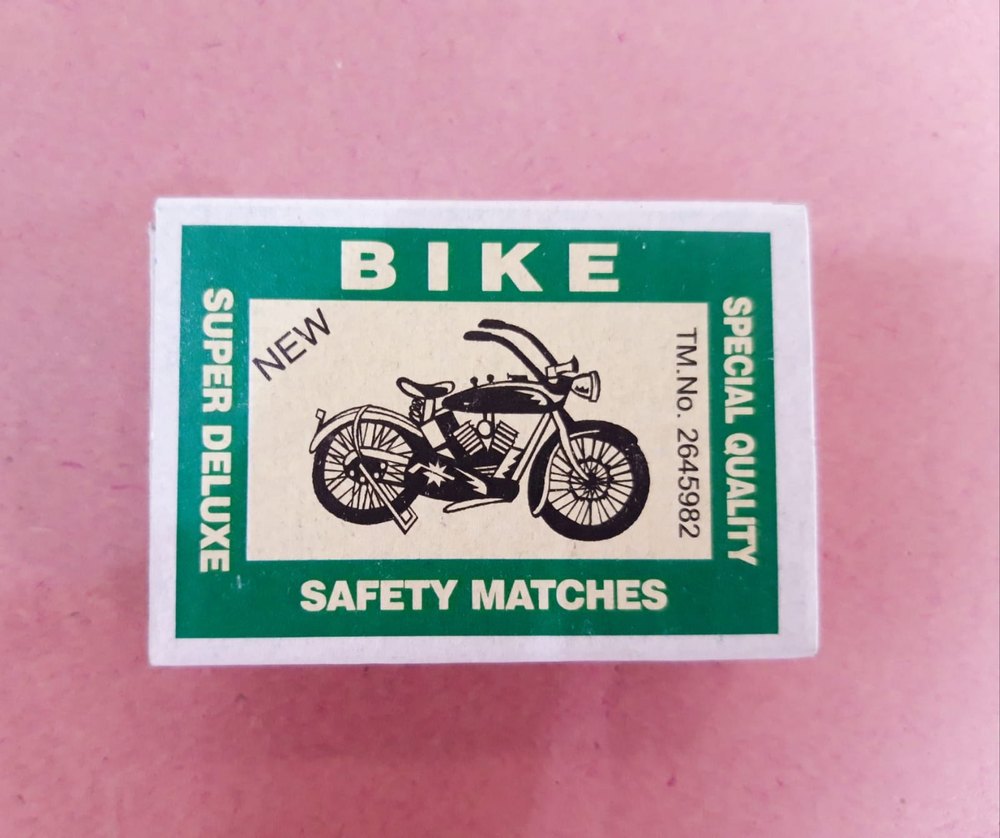 BIKE
NEW
SUPER DELUXE
TM.No. 2645982
SPECIAL QUALITY
SAFETY MATCHES